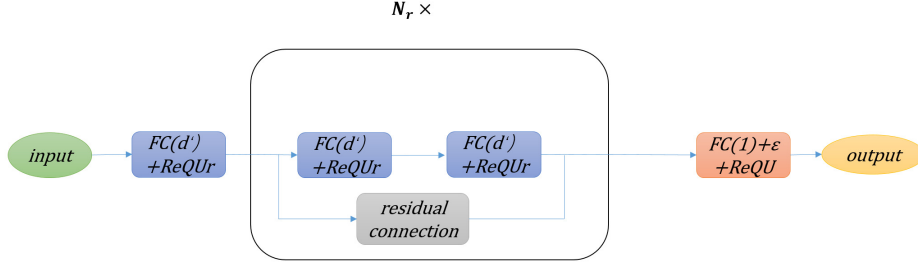 N_r ×
input
FC(d')
+ReQUr
FC(d')
+ReQUr
FC(d')
+ReQUr
residual
connection
FC(1)+ε
+ReQU
output